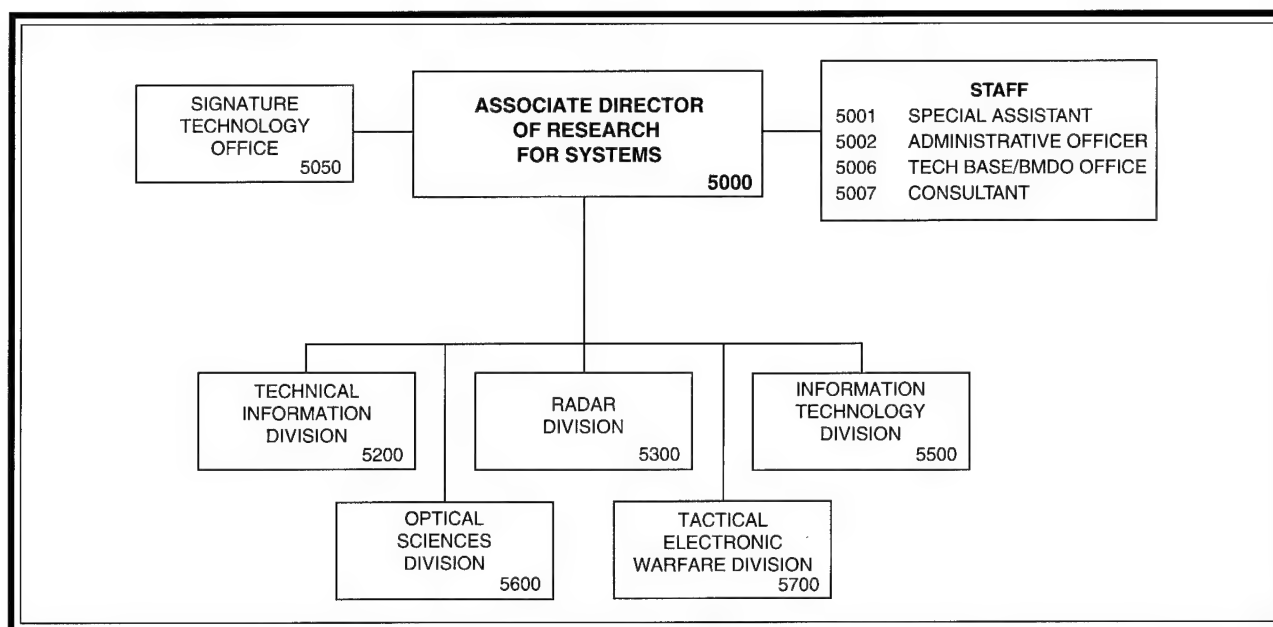 SIGNATURE
TECHNOLOGY
OFFICE
5050
ASSOCIATE DIRECTOR
OF RESEARCH
FOR SYSTEMS
5000
STAFF
5001 SPECIAL ASSISTANT
5002 ADMINISTRATIVE OFFICER
5006 TECH BASE/BMDO OFFICE
5007 CONSULTANT
TECHNICAL
INFORMATION
DIVISION
5200
RADAR
DIVISION
5300
INFORMATION
TECHNOLOGY
DIVISION
5500
OPTICAL
SCIENCES
DIVISION
5600
TACTICAL
ELECTRONIC
WARFARE DIVISION
5700